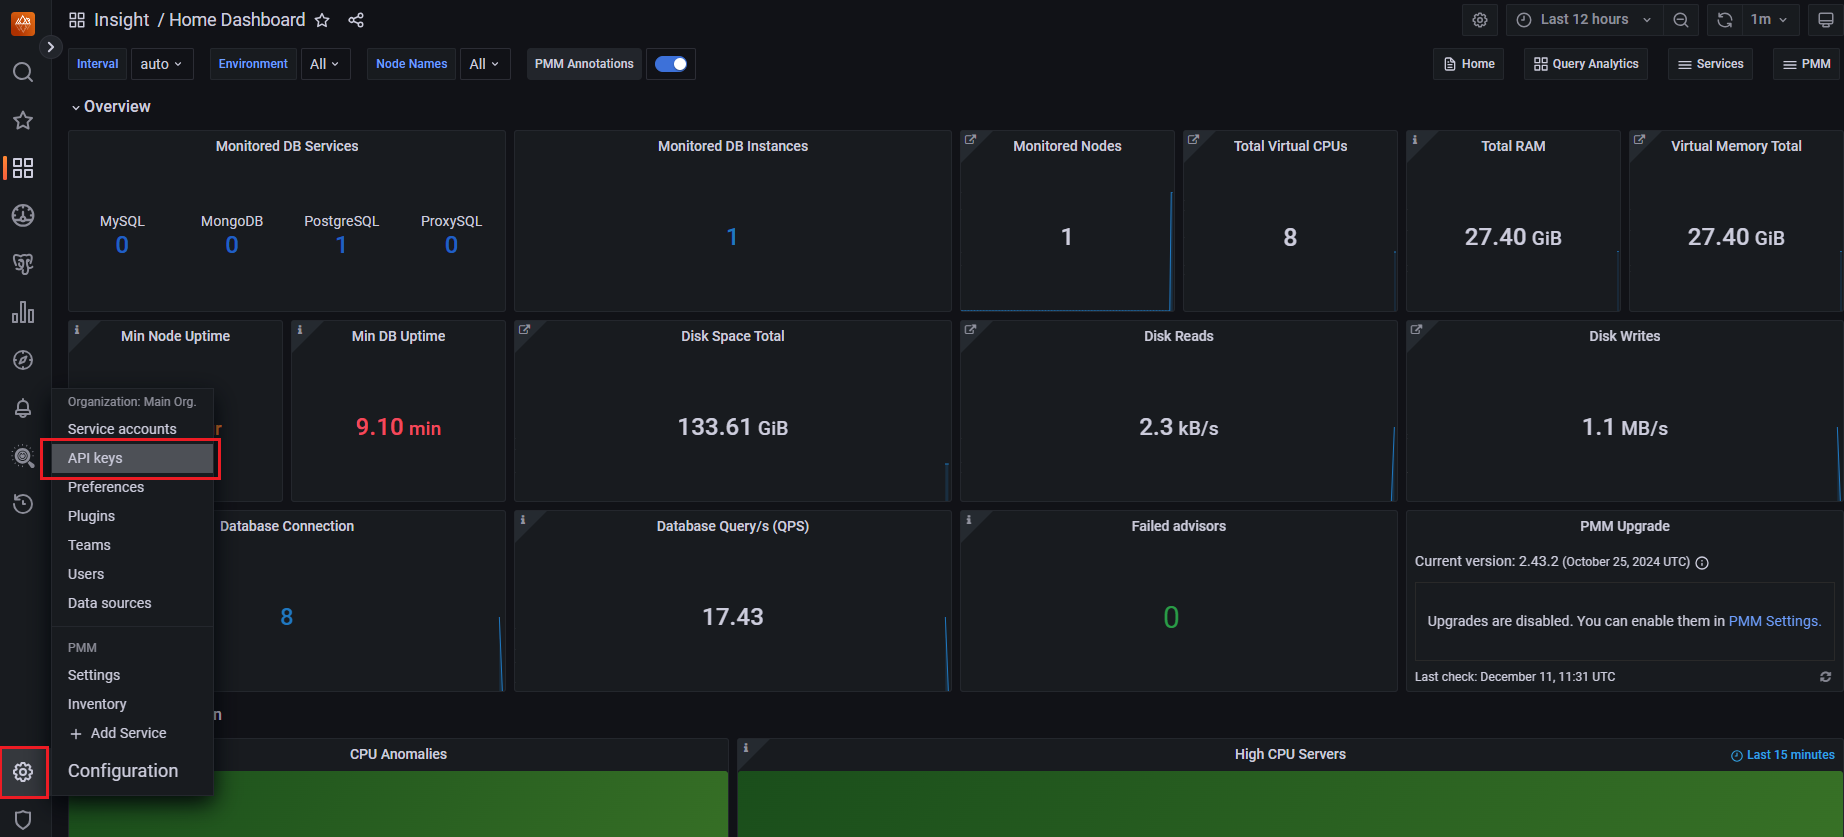 Insight / Home Dashboard
Last 12 hours
1m
Interval
auto
Environment
All
Node Names
All
PMM Annotations
Home
Query Analytics
Services
PMM
Overview
Monitored DB Services
MySQL
0
MongoDB
0
PostgreSQL
1
ProxySQL
0
Monitored DB Instances
1
Monitored Nodes
1
Total Virtual CPUs
8
Total RAM
27.40 GiB
Virtual Memory Total
27.40 GiB
Min Node Uptime
Min DB Uptime
9.10 min
Disk Space Total
133.61 GiB
Disk Reads
2.3 kB/s
Disk Writes
1.1 MB/s
Organization: Main Org.
Service accounts
API keys
Preferences
Plugins
Teams
Users
Data sources
PMM
Settings
Inventory
+ Add Service
Configuration
Database Connection
8
Database Query/s (QPS)
17.43
Failed advisors
0
PMM Upgrade
Current version: 2.43.2 (October 25, 2024 UTC)
Upgrades are disabled. You can enable them in PMM Settings.
Last check: December 11, 11:31 UTC
CPU Anomalies
High CPU Servers
Last 15 minutes